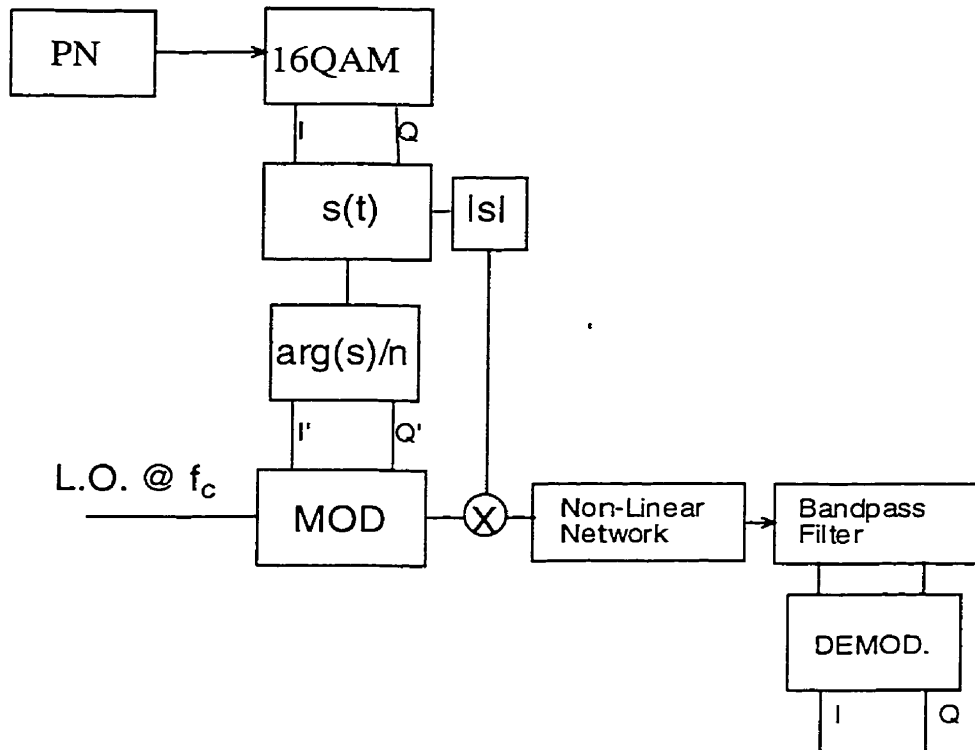 PN
16QAM
I
Q
s(t)
|s|
arg(s)/n
I'
Q'
L.O. @ fc
MOD
X
Non-Linear
Network
Bandpass
Filter
DEMOD.
I
Q